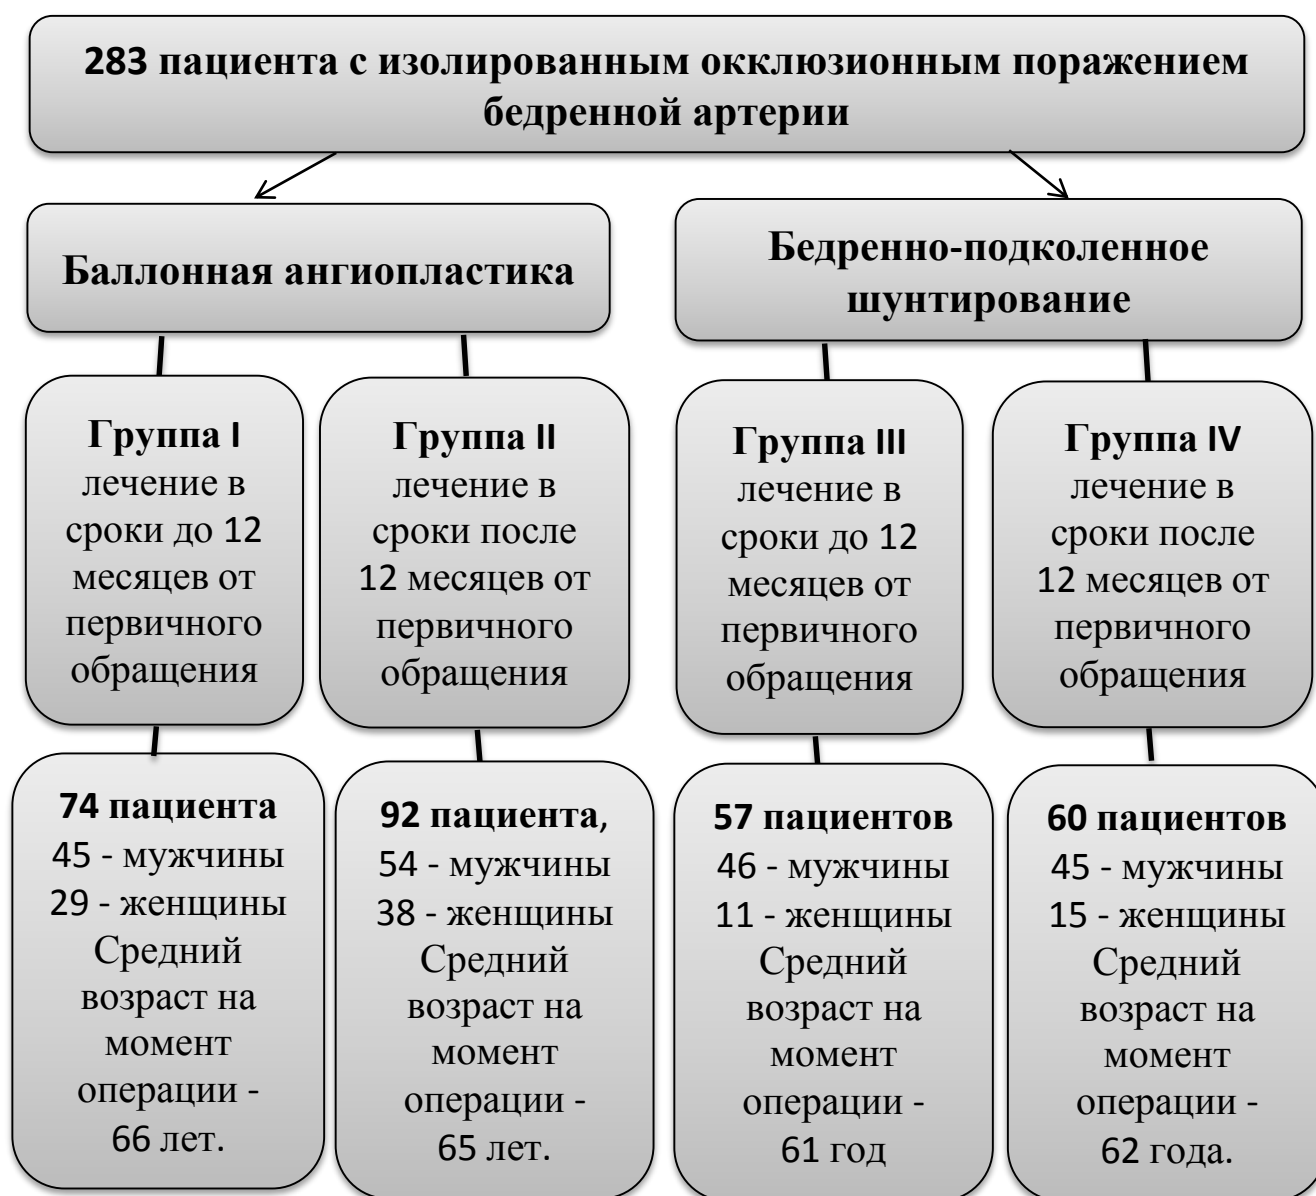 283 пациента с изолированным окклюзионным поражением
бедренной артерии
Баллонная ангиопластика
Бедренно-подколенное
шунтирование
Группа I
лечение в
сроки до 12
месяцев от
первичного
обращения
Группа II
лечение в
сроки после
12 месяцев от
первичного
обращения
Группа III
лечение в
сроки до 12
месяцев от
первичного
обращения
Группа IV
лечение в
сроки после
12 месяцев от
первичного
обращения
74 пациента
45 - мужчины
29 - женщины
Средний
возраст на
момент
операции -
66 лет.
92 пациента,
54 - мужчины
38 - женщины
Средний
возраст на
момент
операции -
65 лет.
57 пациентов
46 - мужчины
11 - женщины
Средний
возраст на
момент
операции -
61 год
60 пациентов
45 - мужчины
15 - женщины
Средний
возраст на
момент
операции -
62 года.